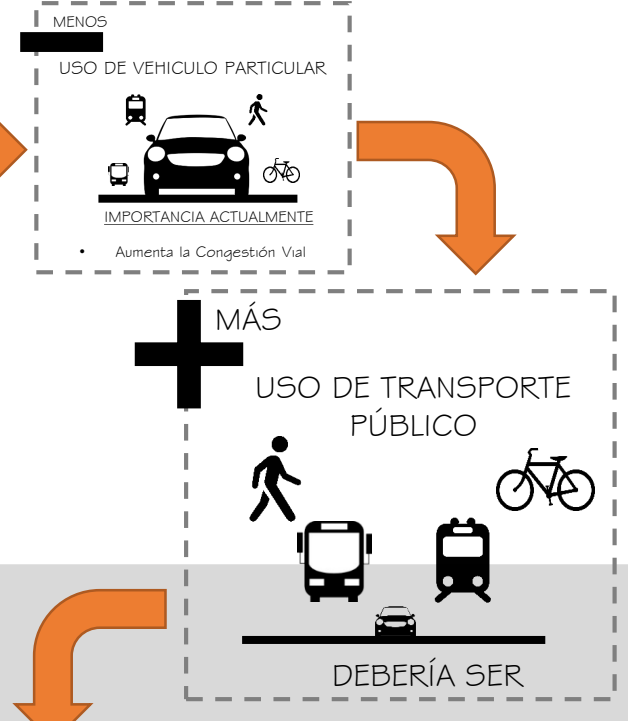 MENOS
USO DE VEHICULO PARTICULAR
IMPORTANCIA ACTUALMENTE
• Aumenta la Congestión Vial
MÁS
USO DE TRANSPORTE
PÚBLICO
DEBERÍA SER